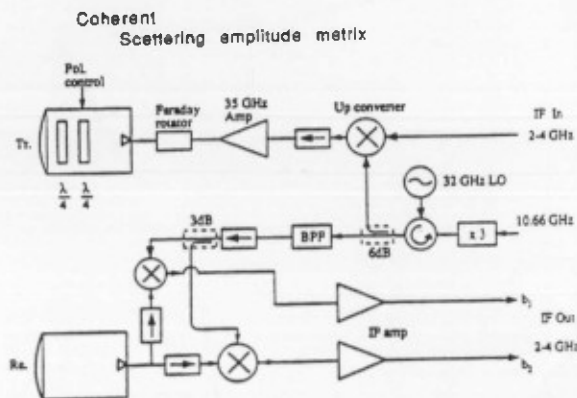 Coherent
Scattering amplitude metrix
Pol.
control
Faraday
rotator
35 GHz
Amp
Up converter
IF In
2-4 GHz
Tr.
λ/4 λ/4
32 GHz LO
3dB
BPF
6dB
x 3
10.66 GHz
b1
IF Out
IF amp
2-4 GHz
b2
Re.